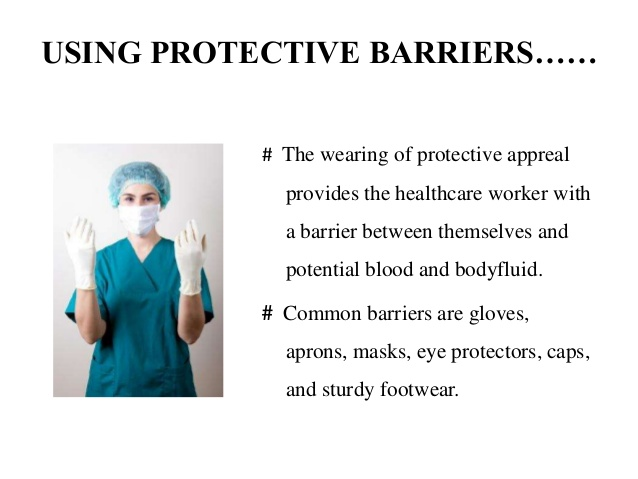 USING PROTECTIVE BARRIERS……
# The wearing of protective appreal
provides the healthcare worker with
a barrier between themselves and
potential blood and bodyfluid.
# Common barriers are gloves,
aprons, masks, eye protectors, caps,
and sturdy footwear.